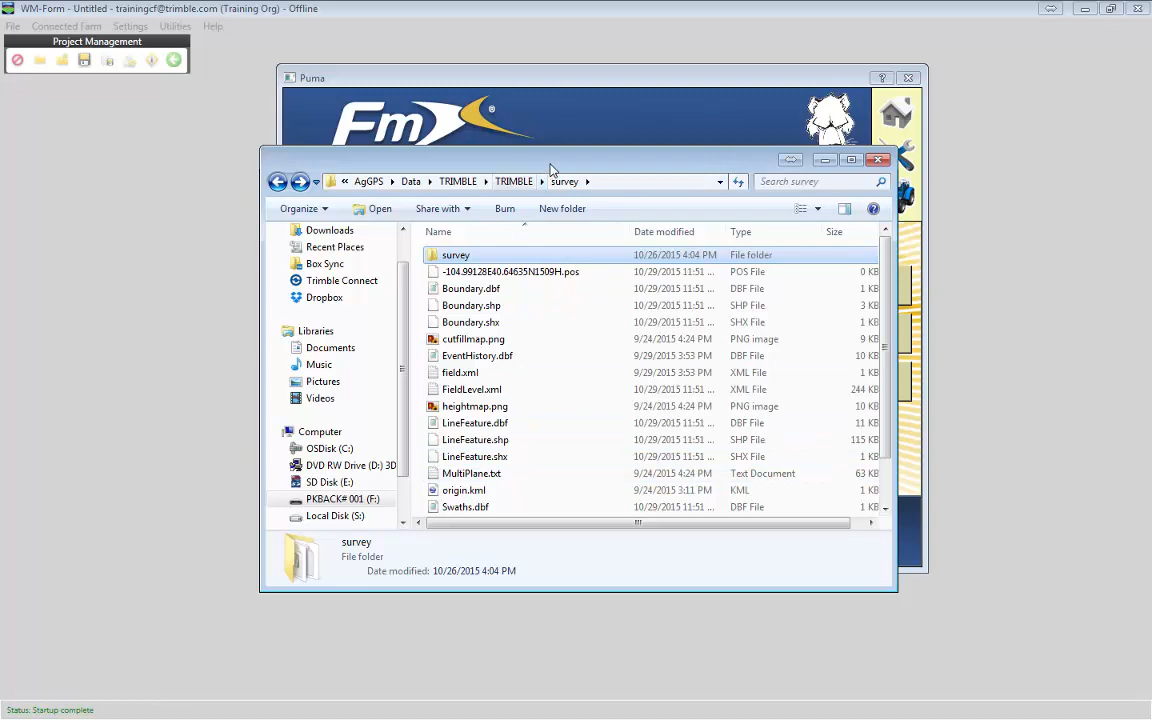 WM-Form - Untitled - trainingcf@trimble.com (Training Org) - Offline
File Connected Farm Settings Utilities Help
Project Management
Puma
Fmx ®
« AgGPS Data TRIMBLE TRIMBLE survey
Search survey
Organize Open Share with Burn New folder
Downloads
Recent Places
Box Sync
Trimble Connect
Dropbox
Libraries
Documents
Music
Pictures
Videos
Computer
OSDisk (C:)
DVD RW Drive (D:) 3D
SD Disk (E:)
PKBACK# 001 (F:)
Local Disk (S:)
Name Date modified Type Size
survey 10/26/2015 4:04 PM File folder
-104.99128E40.64635N1509H.pos 10/29/2015 11:51 ... POS File 0 KB
Boundary.dbf 10/29/2015 11:51 ... DBF File 1 KB
Boundary.shp 10/29/2015 11:51 ... SHP File 3 KB
Boundary.shx 10/29/2015 11:51 ... SHX File 1 KB
cutfillmap.png 9/24/2015 4:24 PM PNG image 9 KB
EventHistory.dbf 9/29/2015 3:53 PM DBF File 1 KB
field.xml 9/29/2015 3:53 PM XML File 1 KB
FieldLevel.xml 10/29/2015 11:51 ... XML File 244 KB
heightmap.png 9/24/2015 4:24 PM PNG image 10 KB
LineFeature.dbf 10/29/2015 11:51 ... DBF File 11 KB
LineFeature.shp 10/29/2015 11:51 ... SHP File 115 KB
LineFeature.shx 10/29/2015 11:51 ... SHX File 1 KB
MultiPlane.txt 9/24/2015 4:24 PM Text Document 63 KB
origin.kml 9/24/2015 3:11 PM KML 1 KB
Swaths.dbf 10/29/2015 11:51 ... DBF File 1 KB
survey
File folder
Date modified: 10/26/2015 4:04 PM
Status: Startup complete